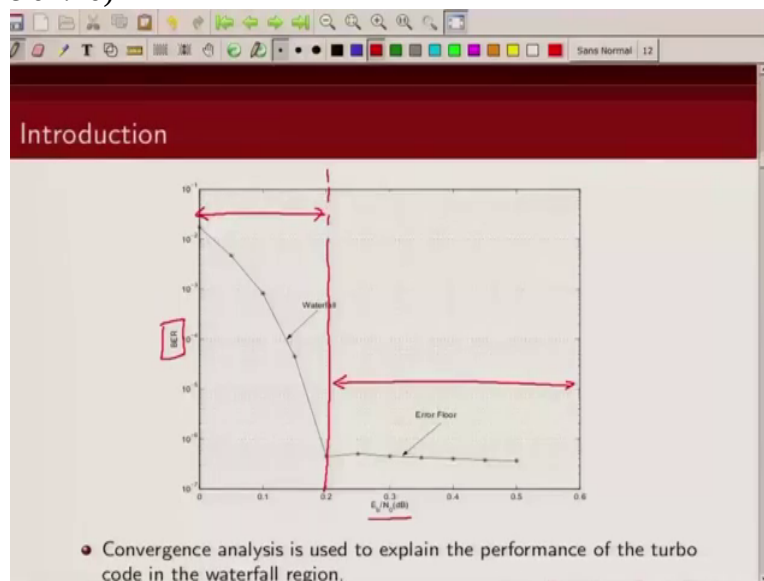 Sans Normal 12
Introduction
10⁻¹
10⁻²
10⁻³
Waterfall
10⁻⁴
BER
10⁻⁵
Error Floor
10⁻⁶
10⁻⁷
0 0.1 0.2 0.3 0.4 0.5 0.6
E_b/N_0(dB)
• Convergence analysis is used to explain the performance of the turbo
code in the waterfall region.